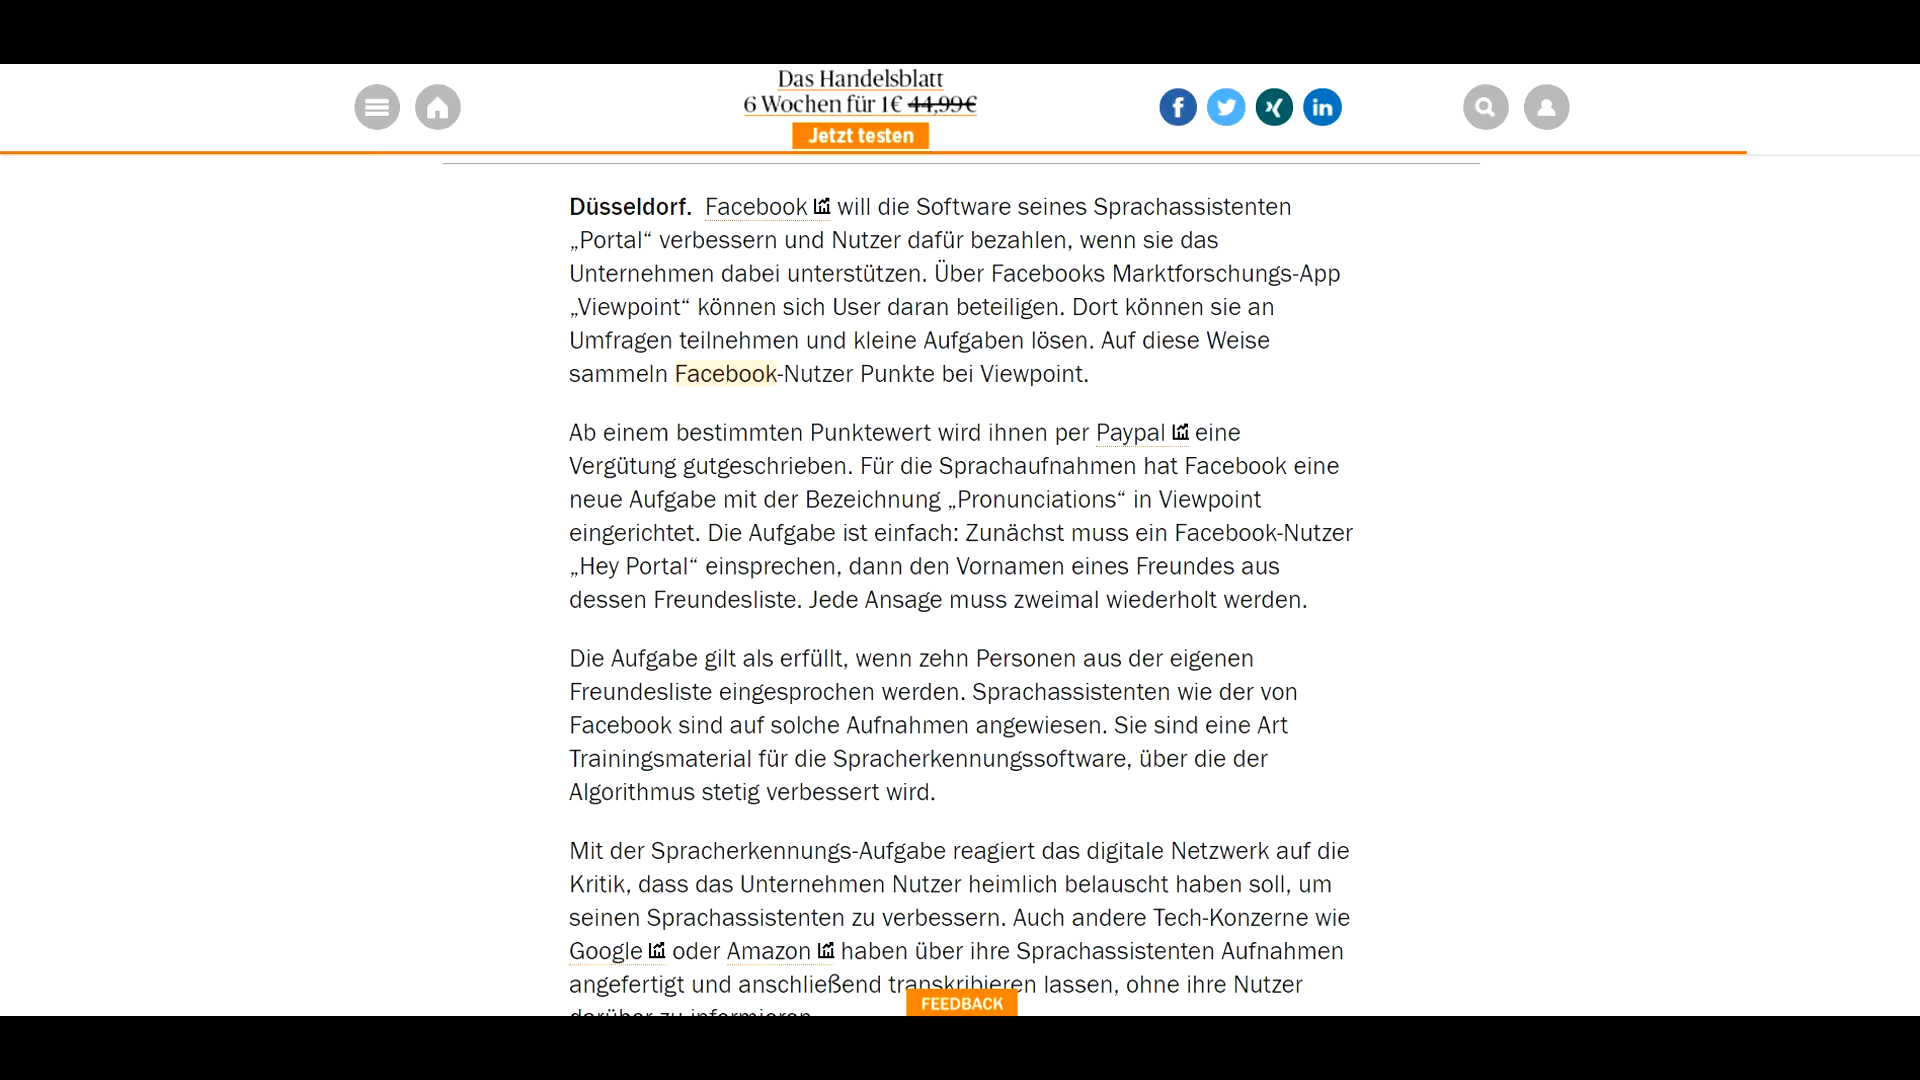 Das Handelsblatt
6 Wochen für 1€ 44,99€
Jetzt testen
Düsseldorf. Facebook will die Software seines Sprachassistenten
„Portal“ verbessern und Nutzer dafür bezahlen, wenn sie das
Unternehmen dabei unterstützen. Über Facebooks Marktforschungs-App
„Viewpoint“ können sich User daran beteiligen. Dort können sie an
Umfragen teilnehmen und kleine Aufgaben lösen. Auf diese Weise
sammeln Facebook-Nutzer Punkte bei Viewpoint.
Ab einem bestimmten Punktewert wird ihnen per Paypal eine
Vergütung gutgeschrieben. Für die Sprachaufnahmen hat Facebook eine
neue Aufgabe mit der Bezeichnung „Pronunciations“ in Viewpoint
eingerichtet. Die Aufgabe ist einfach: Zunächst muss ein Facebook-Nutzer
„Hey Portal“ einsprechen, dann den Vornamen eines Freundes aus
dessen Freundesliste. Jede Ansage muss zweimal wiederholt werden.
Die Aufgabe gilt als erfüllt, wenn zehn Personen aus der eigenen
Freundesliste eingesprochen werden. Sprachassistenten wie der von
Facebook sind auf solche Aufnahmen angewiesen. Sie sind eine Art
Trainingsmaterial für die Spracherkennungssoftware, über die der
Algorithmus stetig verbessert wird.
Mit der Spracherkennungs-Aufgabe reagiert das digitale Netzwerk auf die
Kritik, dass das Unternehmen Nutzer heimlich belauscht haben soll, um
seinen Sprachassistenten zu verbessern. Auch andere Tech-Konzerne wie
Google oder Amazon haben über ihre Sprachassistenten Aufnahmen
angefertigt und anschließend transkribieren lassen, ohne ihre Nutzer
darüber zu informieren.
FEEDBACK